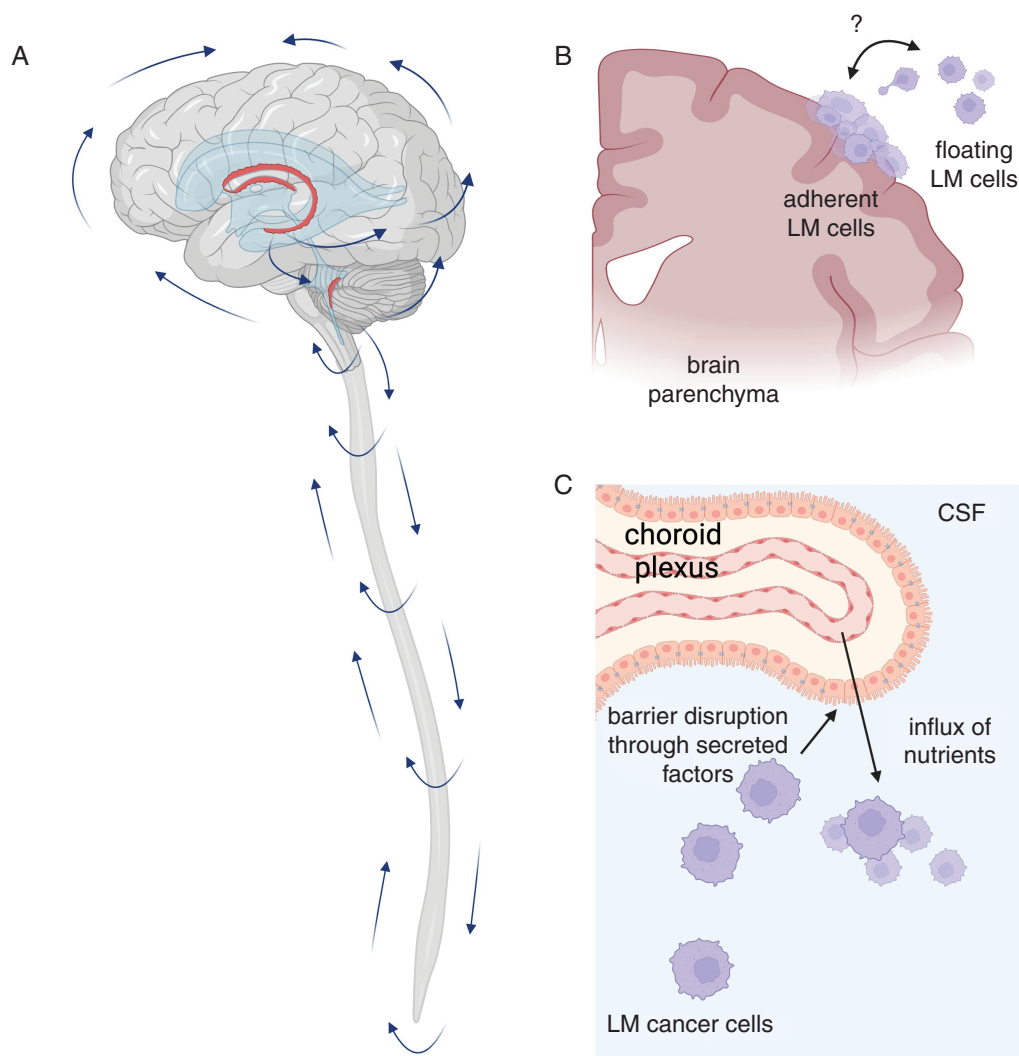 A
B
?
floating
LM cells
adherent
LM cells
brain
parenchyma
C
CSF
choroid
plexus
barrier disruption
through secreted
factors
influx of
nutrients
LM cancer cells